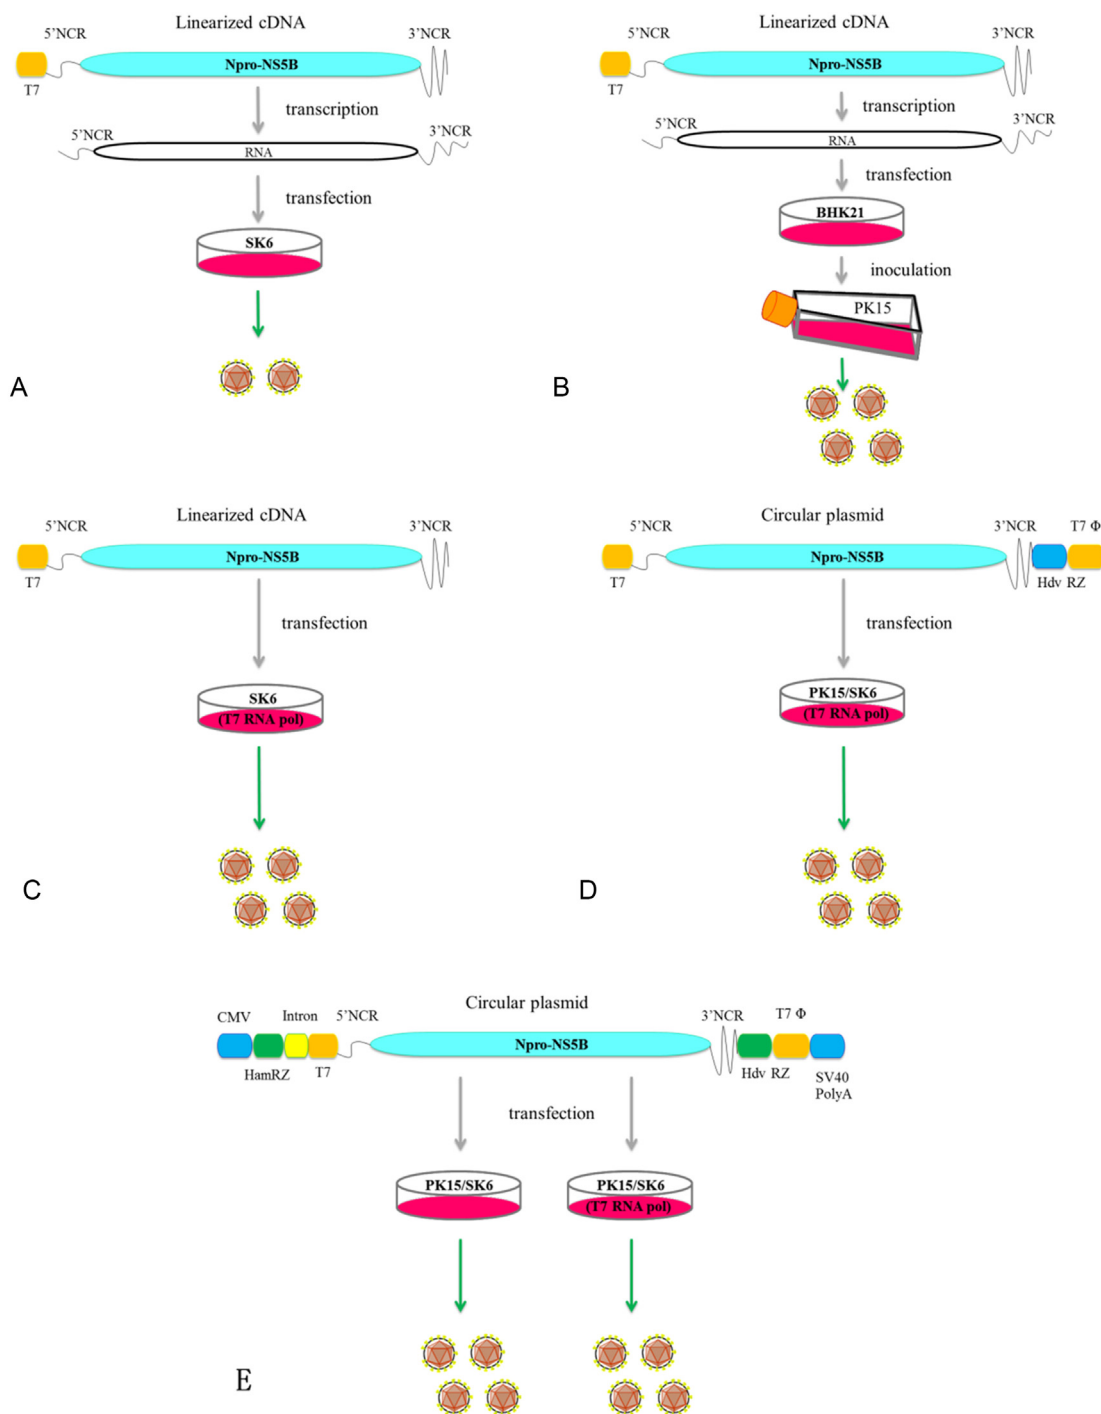 Linearized cDNA
5’NCR
3’NCR
Npro-NS5B
T7
transcription
5’NCR
3’NCR
RNA
transfection
SK6
A
Linearized cDNA
5’NCR
3’NCR
Npro-NS5B
T7
transcription
5’NCR
3’NCR
RNA
transfection
BHK21
inoculation
PK15
B
Linearized cDNA
5’NCR
3’NCR
Npro-NS5B
T7
transfection
SK6
(T7 RNA pol)
C
Circular plasmid
5’NCR
3’NCR
T7 Φ
Npro-NS5B
T7
Hdv RZ
transfection
PK15/SK6
(T7 RNA pol)
D
Circular plasmid
CMV
Intron
5’NCR
3’NCR
T7 Φ
Npro-NS5B
HamRZ
T7
Hdv RZ
SV40
PolyA
transfection
PK15/SK6
PK15/SK6
(T7 RNA pol)
E